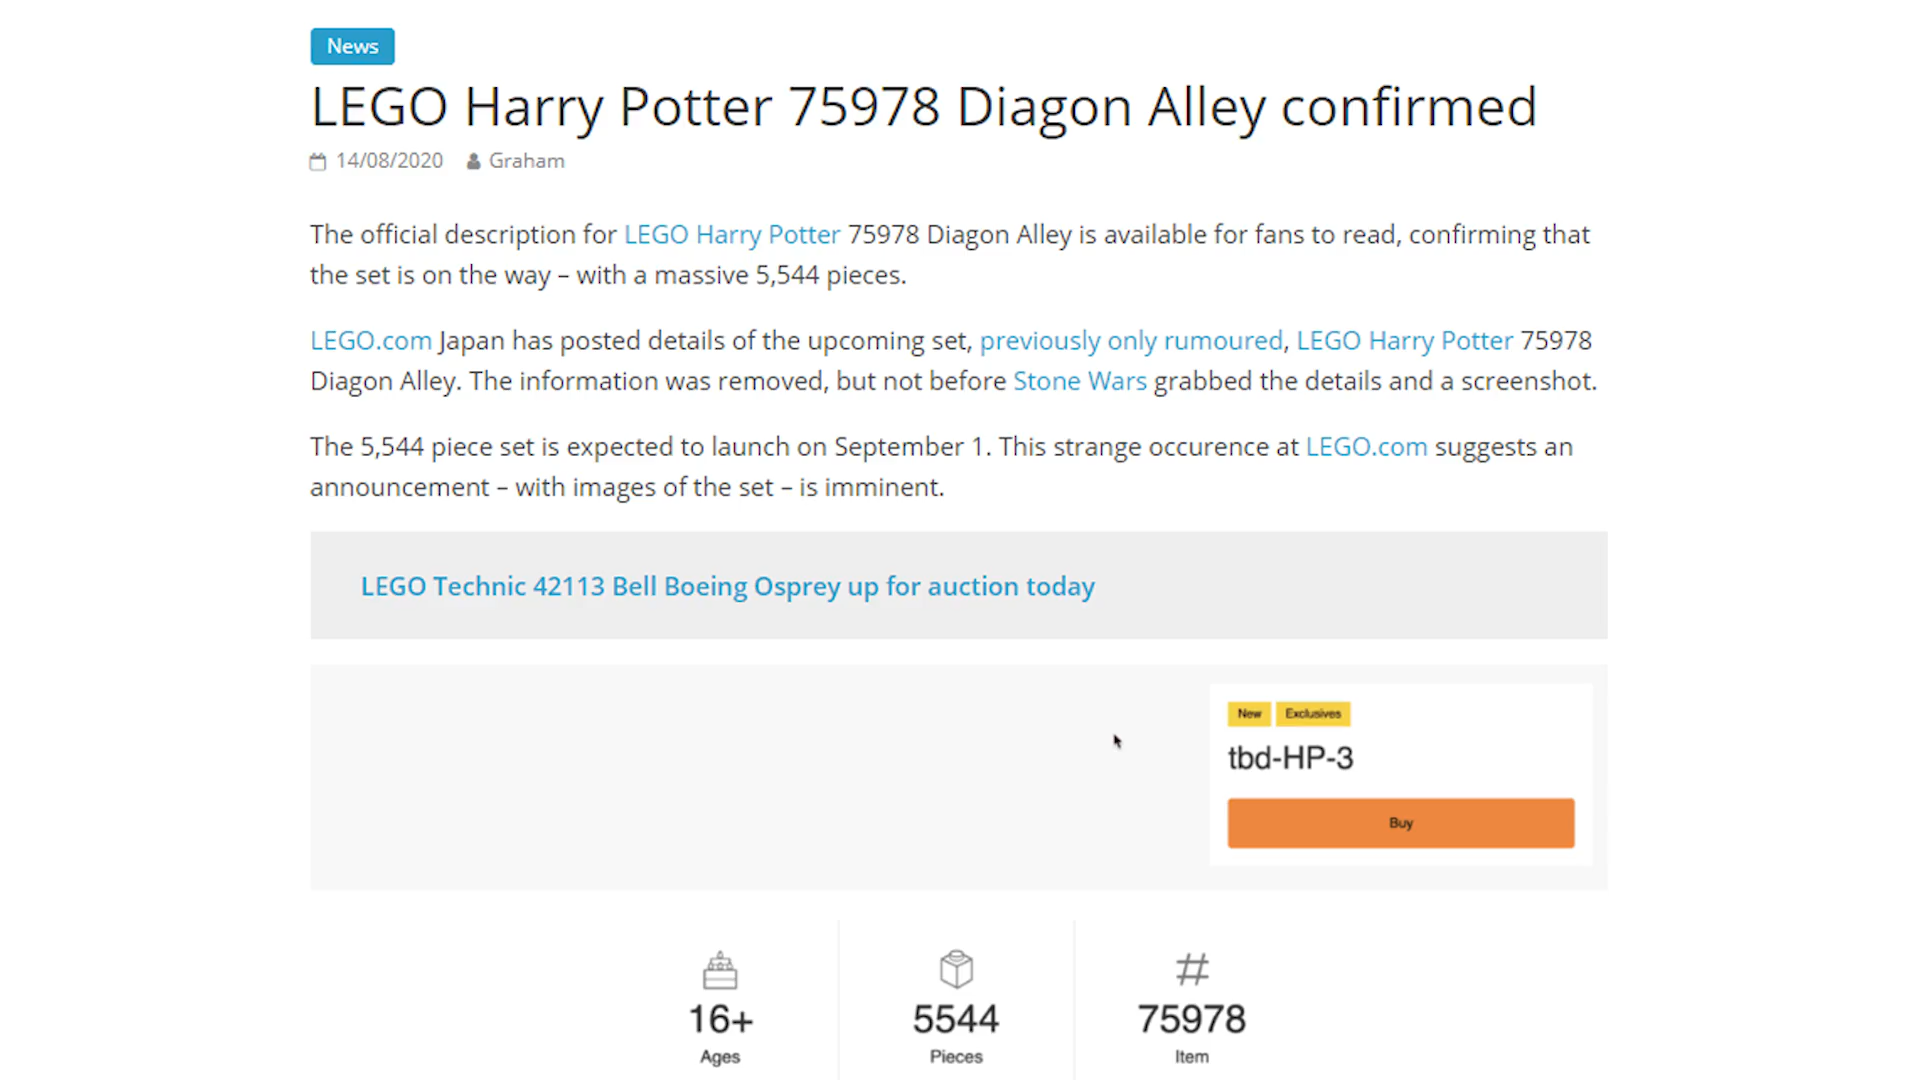 News
LEGO Harry Potter 75978 Diagon Alley confirmed
14/08/2020 Graham
The official description for LEGO Harry Potter 75978 Diagon Alley is available for fans to read, confirming that
the set is on the way – with a massive 5,544 pieces.
LEGO.com Japan has posted details of the upcoming set, previously only rumoured, LEGO Harry Potter 75978
Diagon Alley. The information was removed, but not before Stone Wars grabbed the details and a screenshot.
The 5,544 piece set is expected to launch on September 1. This strange occurence at LEGO.com suggests an
announcement – with images of the set – is imminent.
LEGO Technic 42113 Bell Boeing Osprey up for auction today
New Exclusives
tbd-HP-3
Buy
16+ 5544 # 75978
Ages Pieces Item